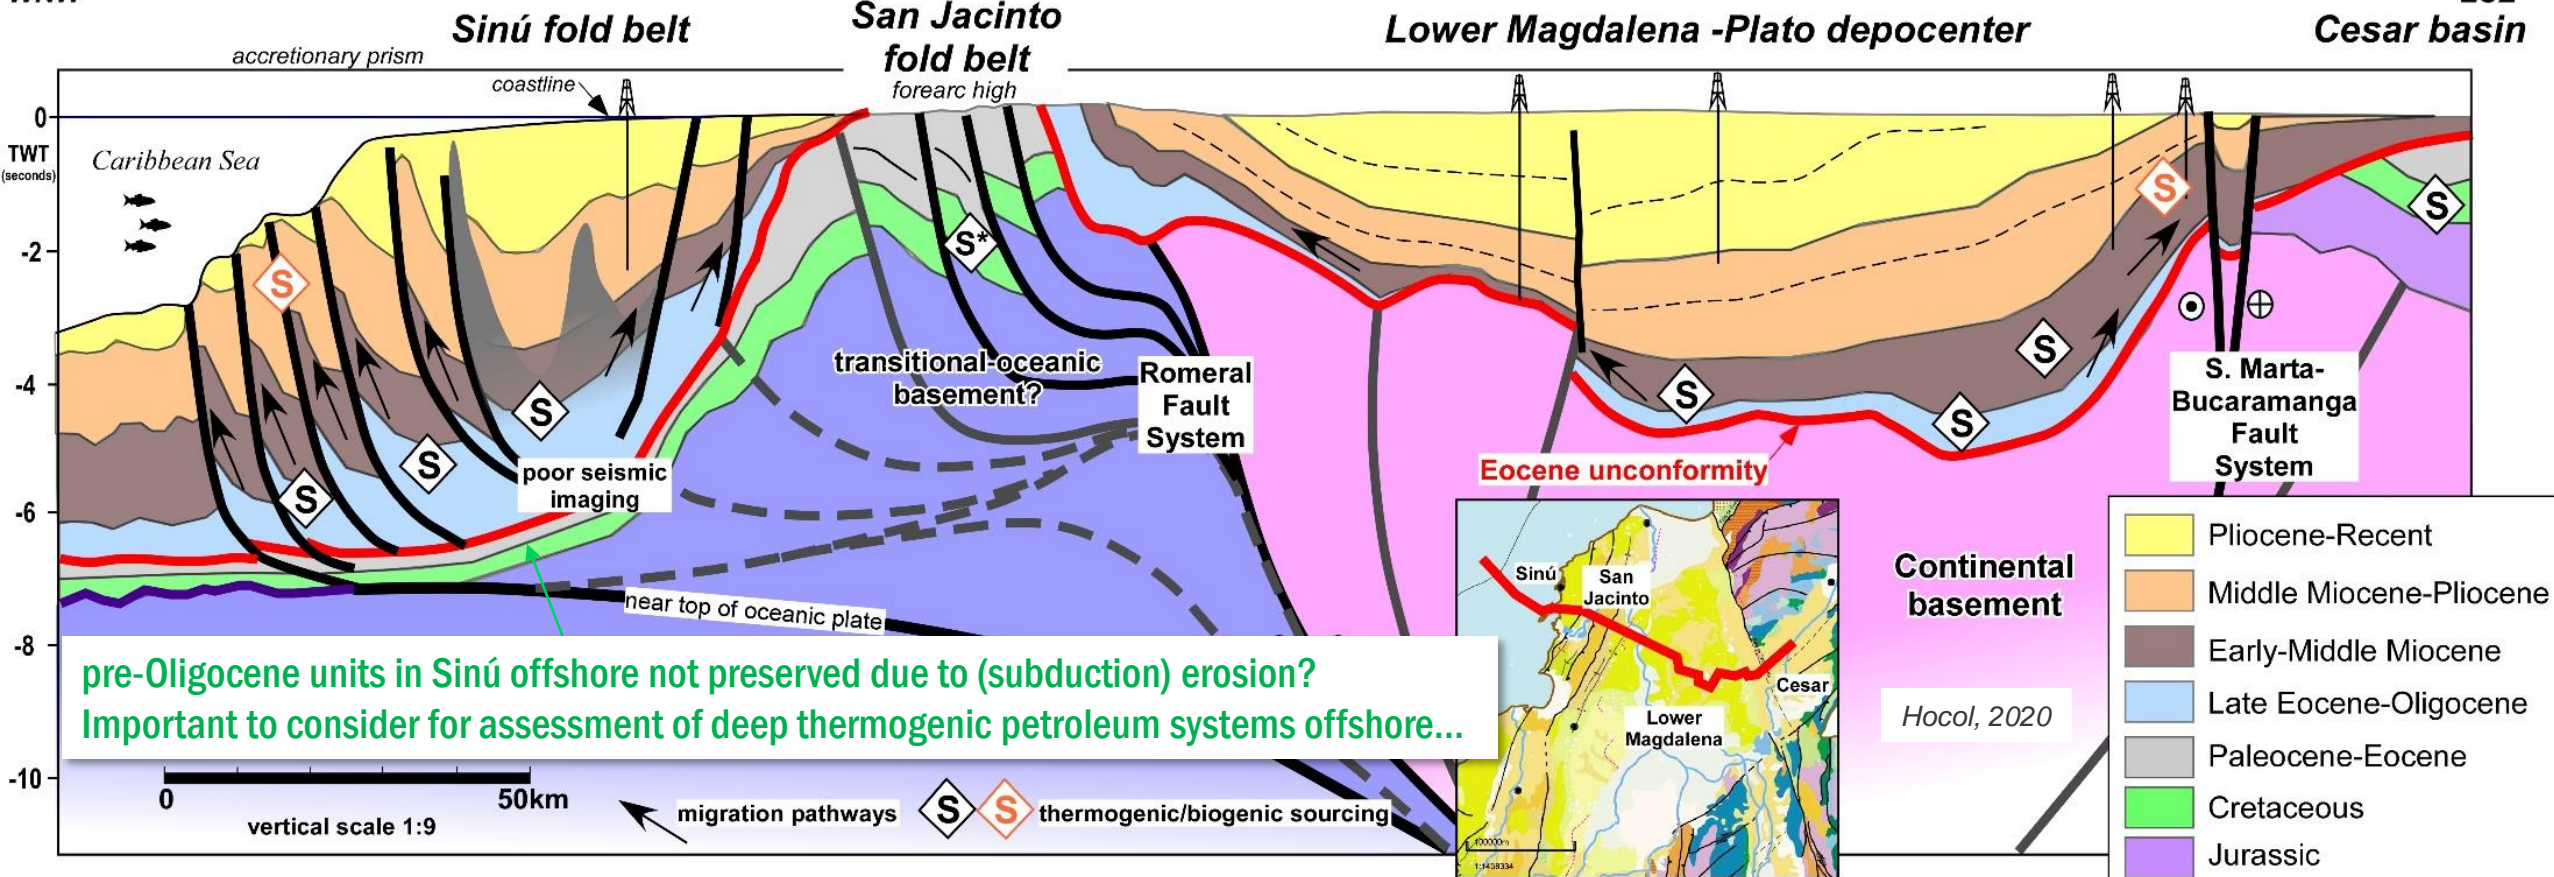 Sinú fold belt
San Jacinto
fold belt
forearc high
Lower Magdalena -Plato depocenter
Cesar basin
accretionary prism
coastline
0
TWT
(seconds)
-2
-4
-6
-8
-10
Caribbean Sea
S
S
S
S
S*
S
S
S
S
S
transitional-oceanic
basement?
Romeral
Fault
System
poor seismic
imaging
near top of oceanic plate
Eocene unconformity
S. Marta-
Bucaramanga
Fault
System
Continental
basement
Hocol, 2020
pre-Oligocene units in Sinú offshore not preserved due to (subduction) erosion?
Important to consider for assessment of deep thermogenic petroleum systems offshore...
0
50km
vertical scale 1:9
migration pathways
S
S
thermogenic/biogenic sourcing
Sinú
San
Jacinto
Cesar
Lower
Magdalena
Pliocene-Recent
Middle Miocene-Pliocene
Early-Middle Miocene
Late Eocene-Oligocene
Paleocene-Eocene
Cretaceous
Jurassic